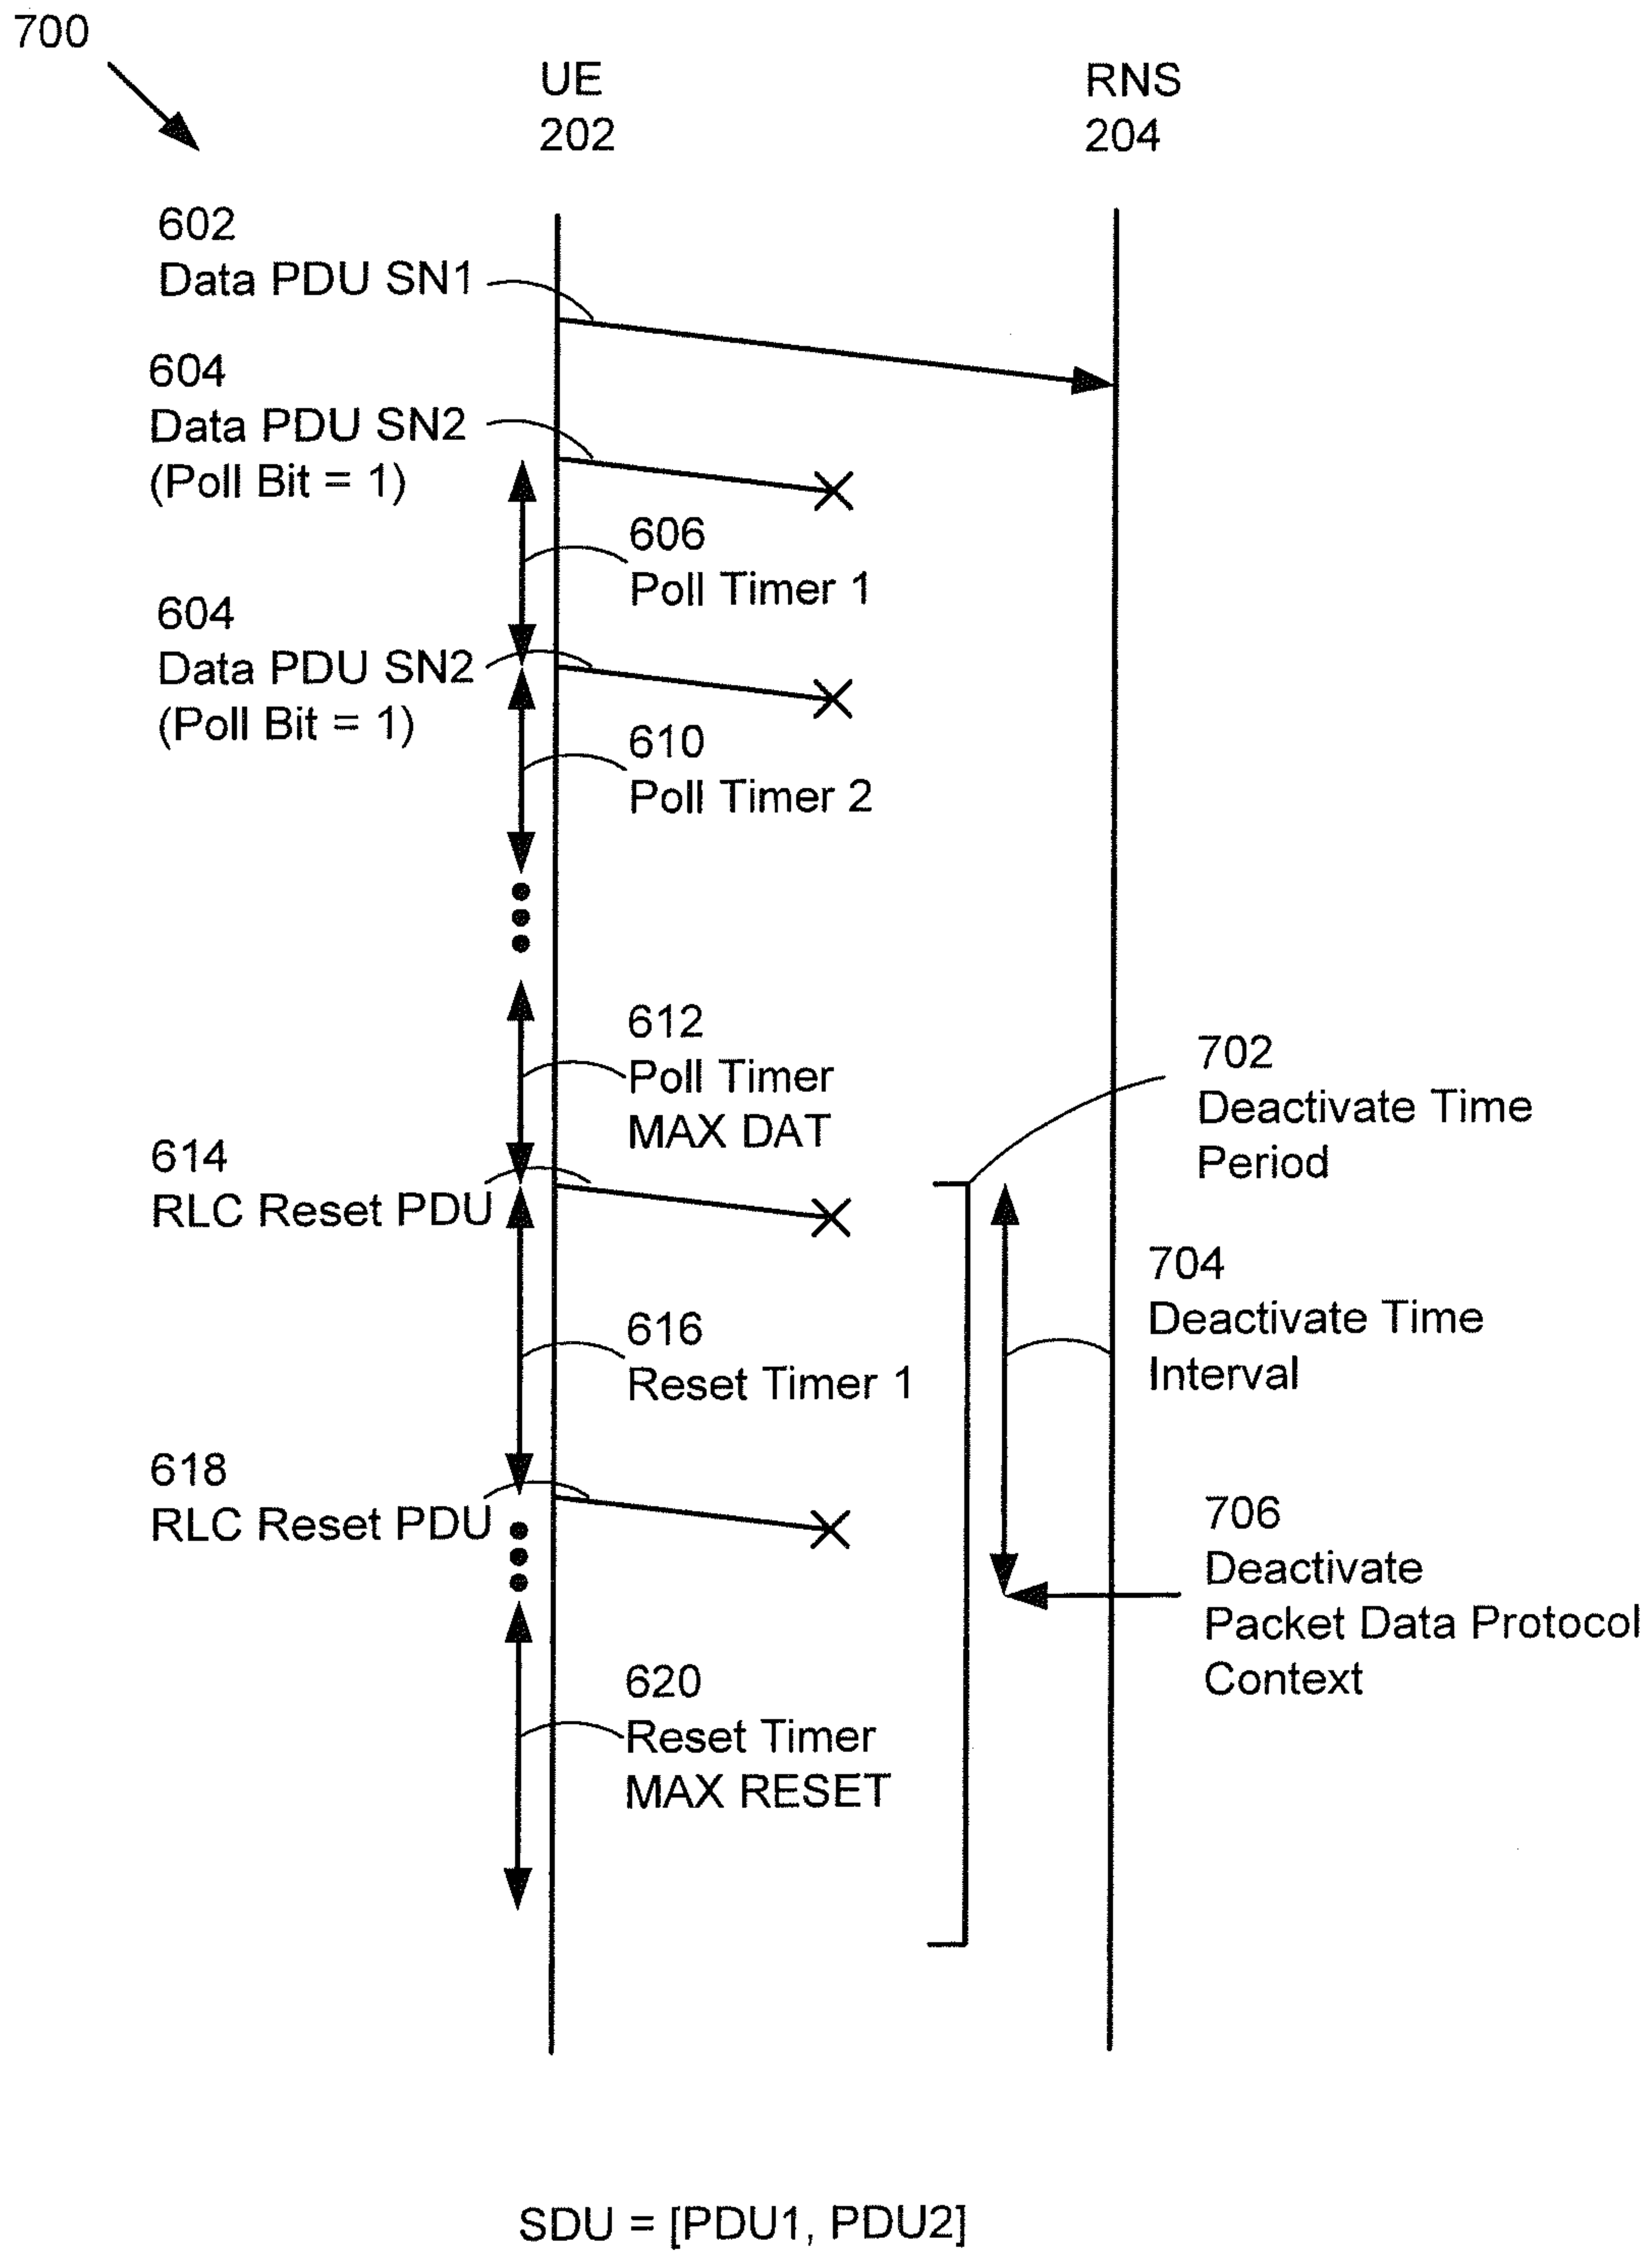 700
UE
202
RNS
204
602
Data PDU SN1
604
Data PDU SN2
(Poll Bit = 1)
606
Poll Timer 1
604
Data PDU SN2
(Poll Bit = 1)
610
Poll Timer 2
612
Poll Timer
MAX DAT
702
Deactivate Time
Period
614
RLC Reset PDU
704
Deactivate Time
Interval
616
Reset Timer 1
618
RLC Reset PDU
706
Deactivate
Packet Data Protocol
Context
620
Reset Timer
MAX RESET
SDU = [PDU1, PDU2]